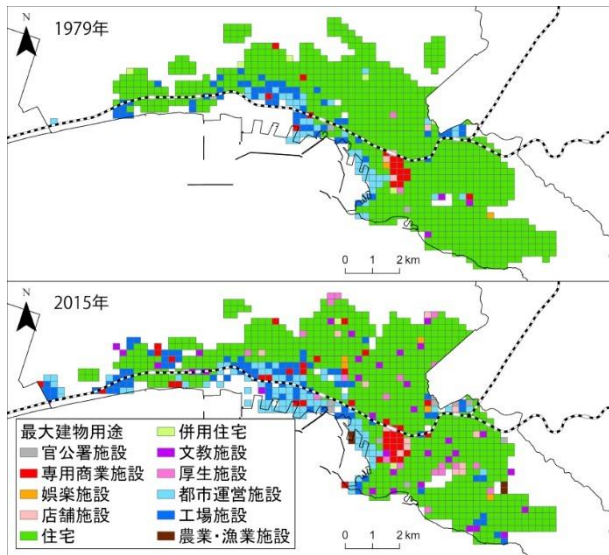 1979年
N
0 1 2 km
2015年
N
0 1 2 km
最大建物用途
官公署施設
専用商業施設
娯楽施設
店舗施設
住宅
併用住宅
文教施設
厚生施設
都市運営施設
工場施設
農業・漁業施設